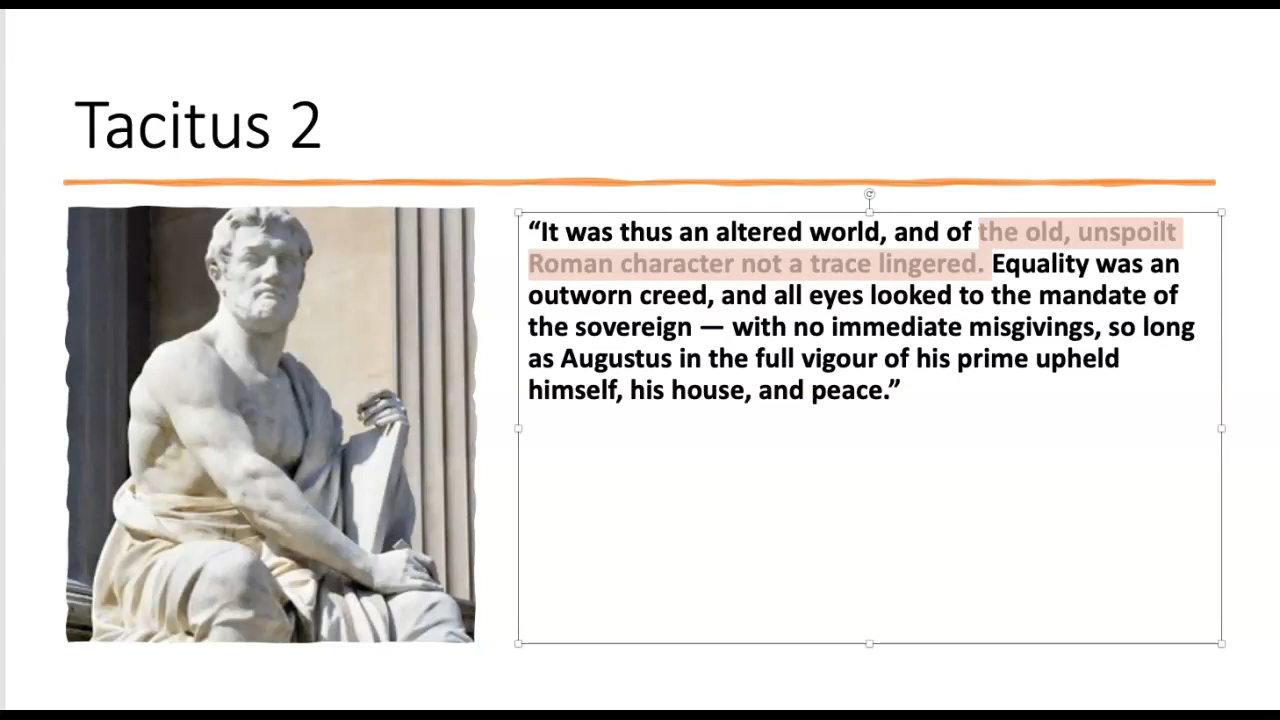 Tacitus 2
“It was thus an altered world, and of the old, unspoilt
Roman character not a trace lingered. Equality was an
outworn creed, and all eyes looked to the mandate of
the sovereign — with no immediate misgivings, so long
as Augustus in the full vigour of his prime upheld
himself, his house, and peace.”